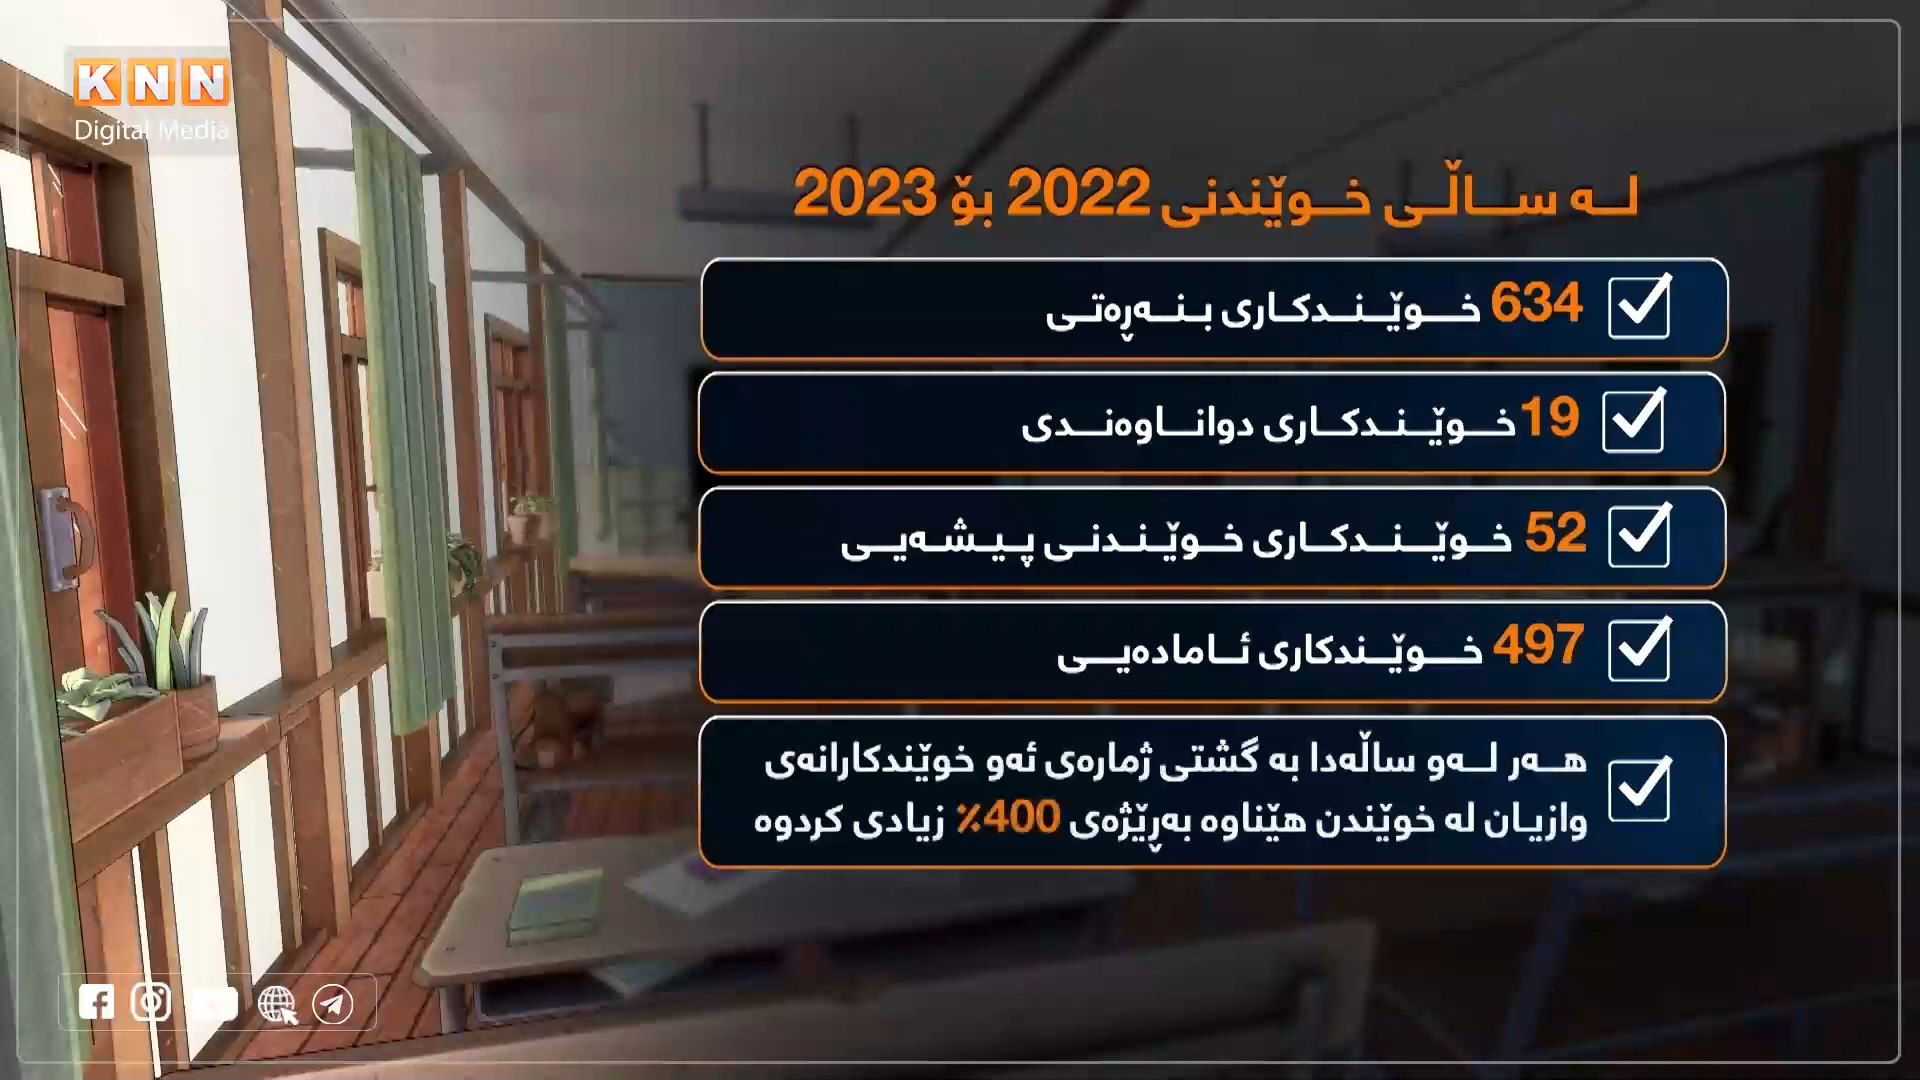 KNN
Digital Media
لە ساڵی خوێندنی 2022 بۆ 2023
634 خوێندکاری بنەڕەتی
19 خوێندکاری دواناوەندی
52 خوێندکاری خوێندنی پیشەیی
497 خوێندکاری ئامادەیی
هەر لەو ساڵەدا بە گشتی ژمارەی ئەو خوێندکارانەی
وازیان لە خوێندن هێناوە بەڕێژەی 400٪ زیادی کردوە